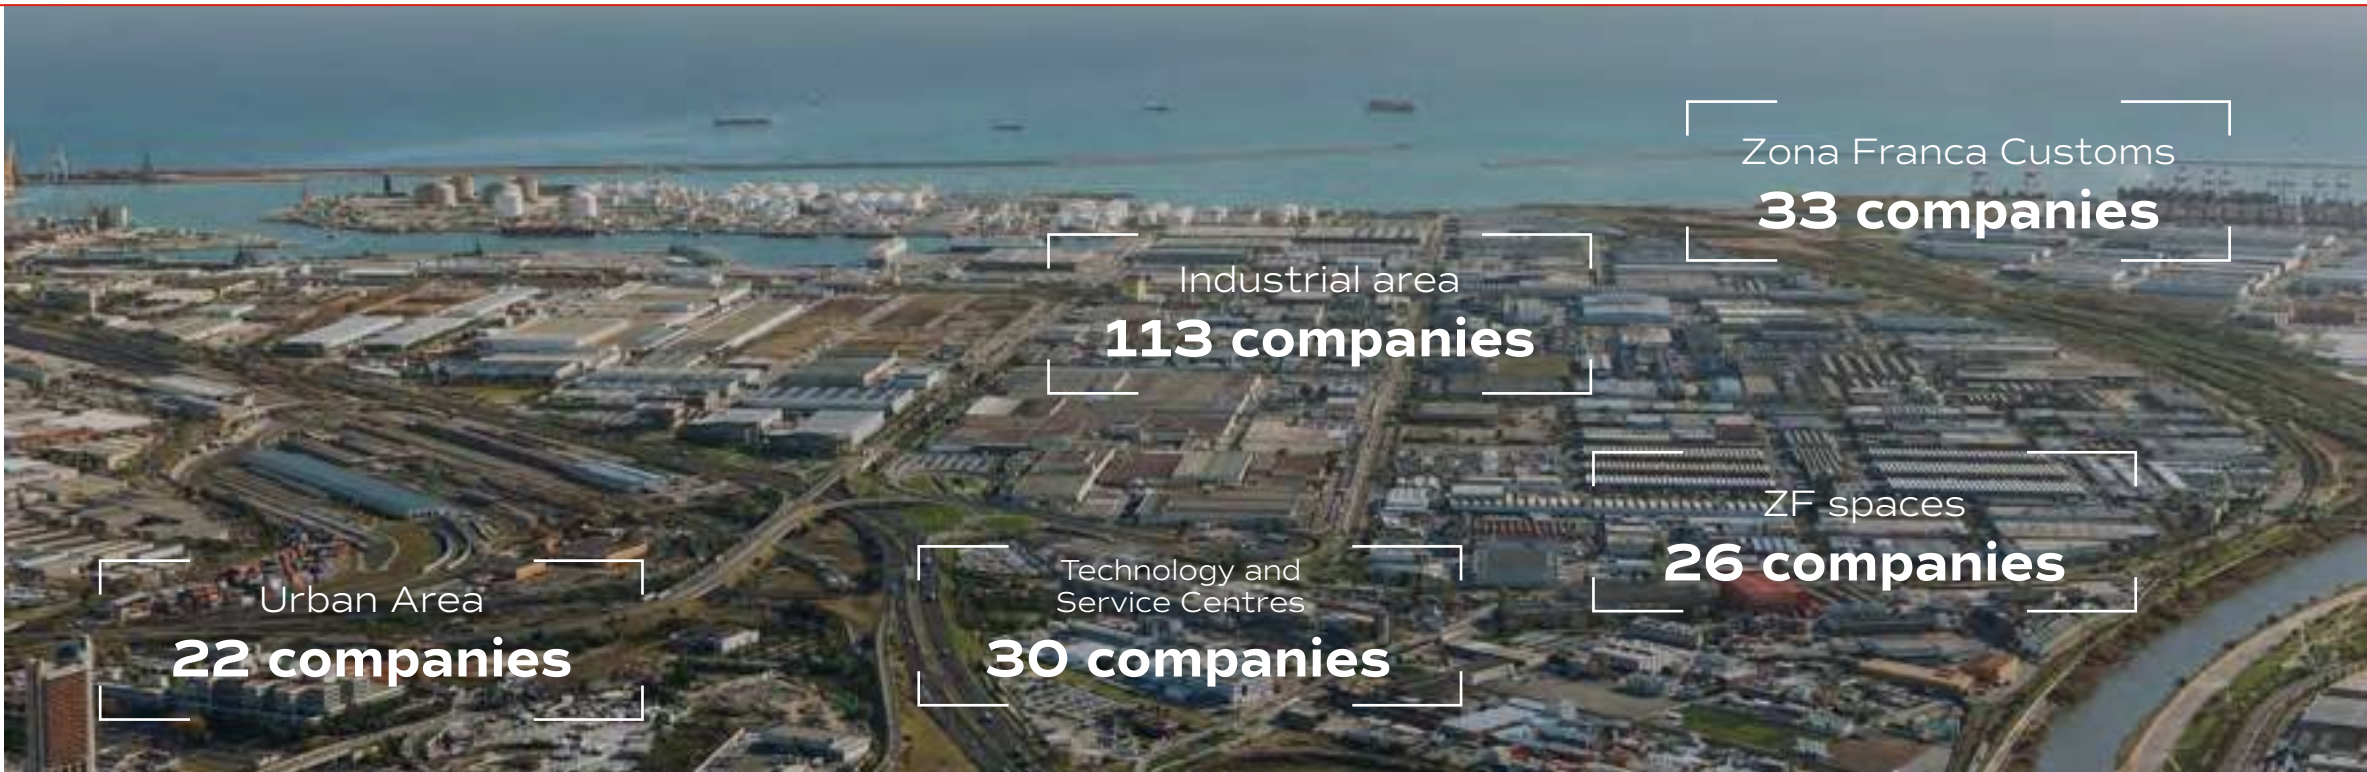 Zona Franca Customs
33 companies
Industrial area
113 companies
ZF spaces
26 companies
Technology and
Service Centres
30 companies
Urban Area
22 companies